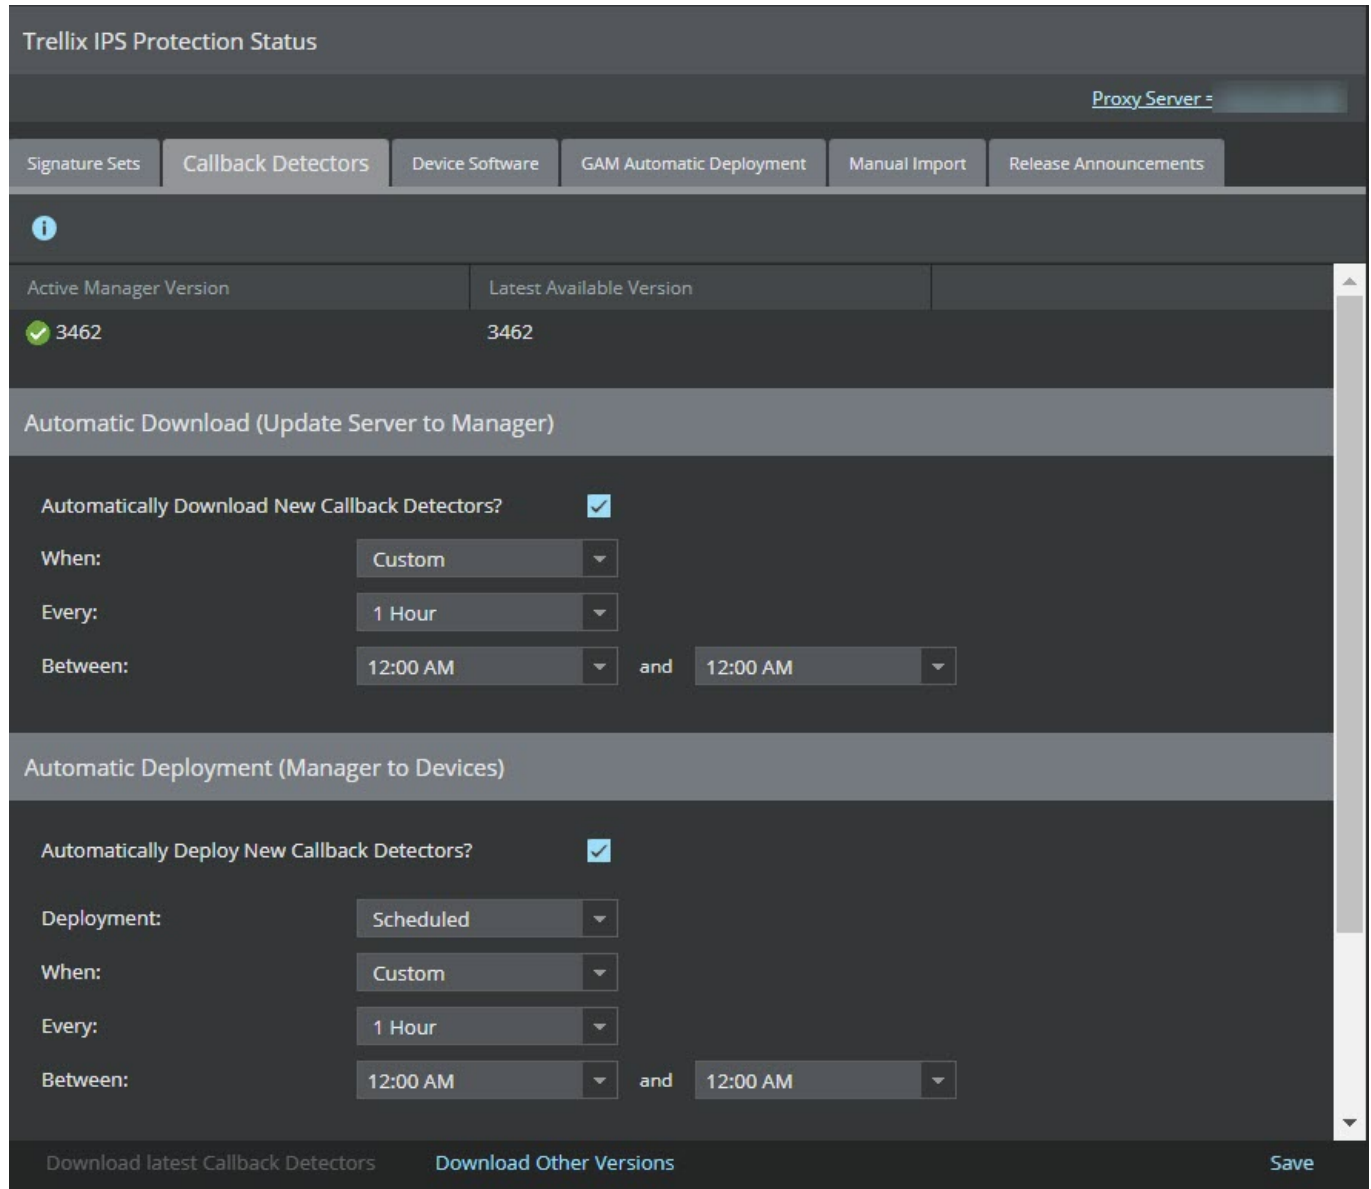 Trellix IPS Protection Status
Proxy Server =
Signature Sets Callback Detectors Device Software GAM Automatic Deployment Manual Import Release Announcements
Active Manager Version Latest Available Version
3462 3462
Automatic Download (Update Server to Manager)
Automatically Download New Callback Detectors?
When: Custom
Every: 1 Hour
Between: 12:00 AM and 12:00 AM
Automatic Deployment (Manager to Devices)
Automatically Deploy New Callback Detectors?
Deployment: Scheduled
When: Custom
Every: 1 Hour
Between: 12:00 AM and 12:00 AM
Download latest Callback Detectors Download Other Versions Save